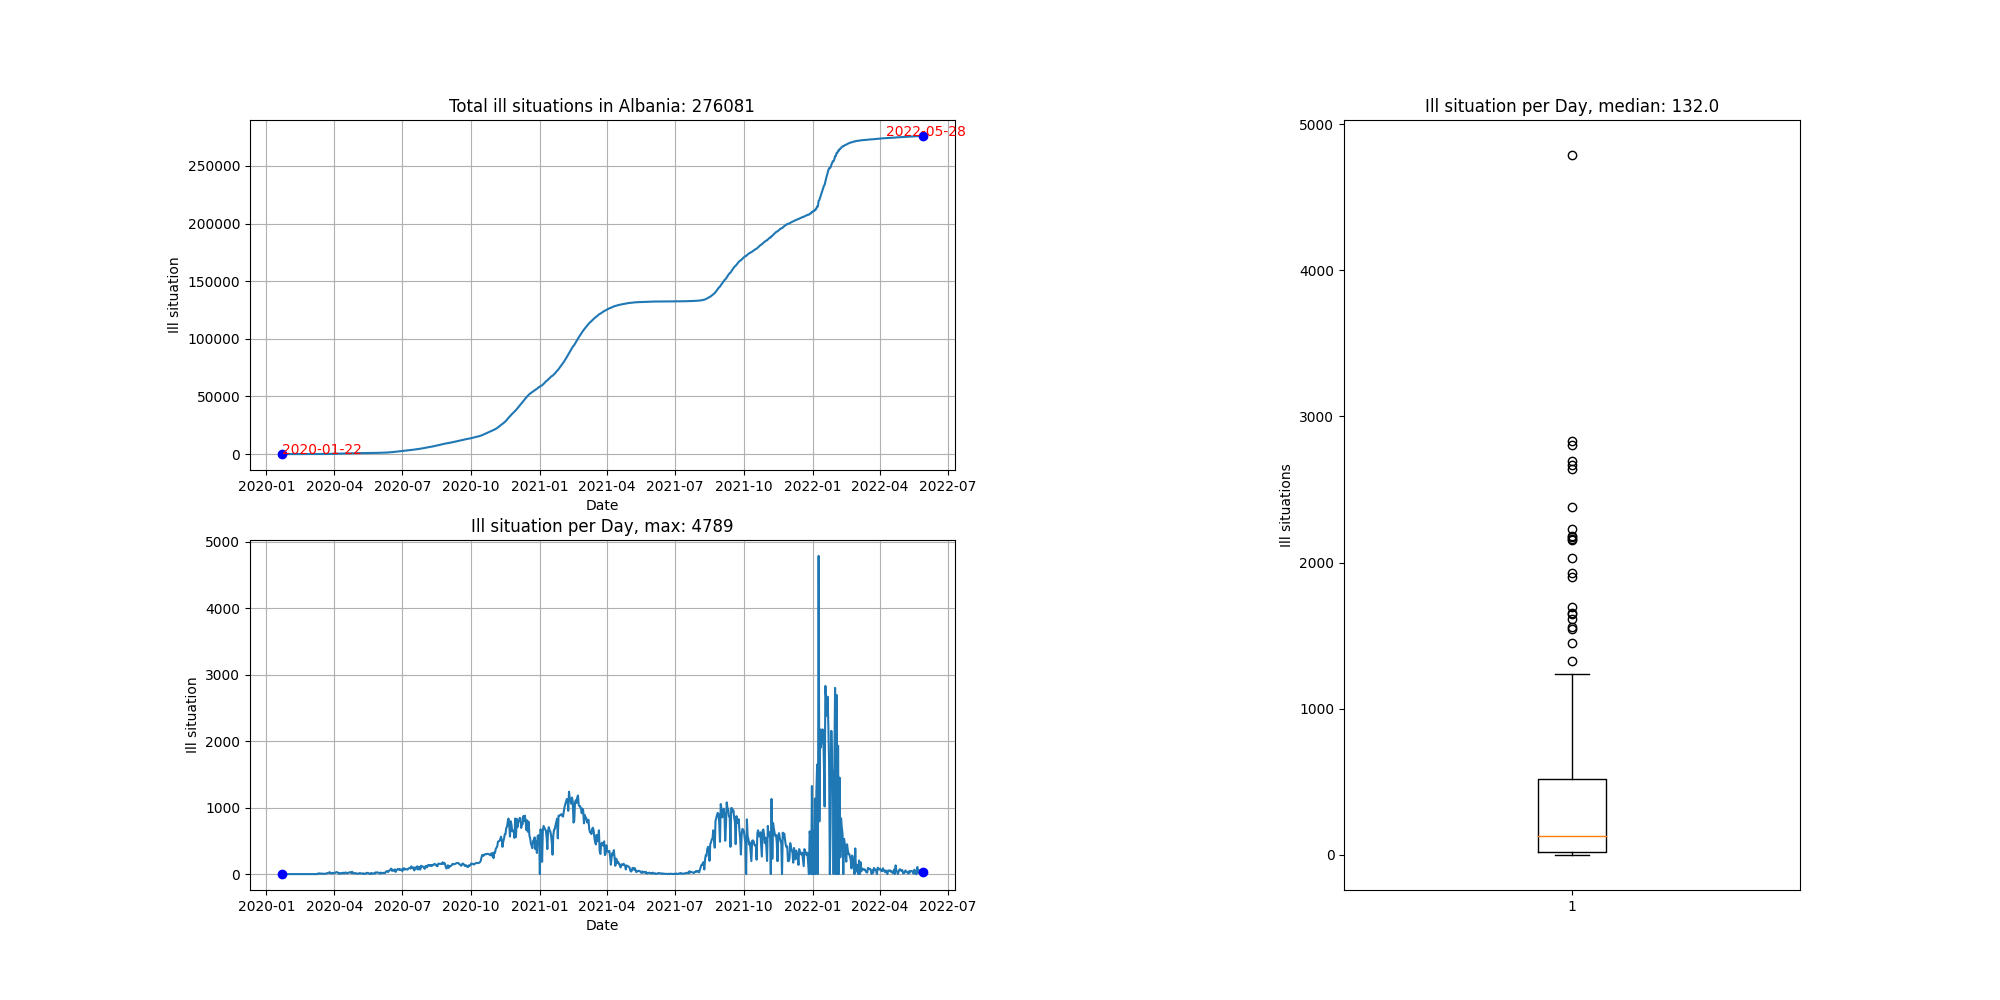 Total ill situations in Albania: 276081
Ill situation
250000
200000
150000
100000
50000
0
2022-05-28
2020-01-22
2020-01 2020-04 2020-07 2020-10 2021-01 2021-04 2021-07 2021-10 2022-01 2022-04 2022-07
Date
Ill situation per Day, max: 4789
Ill situation
5000
4000
3000
2000
1000
0
2020-01 2020-04 2020-07 2020-10 2021-01 2021-04 2021-07 2021-10 2022-01 2022-04 2022-07
Date
Ill situation per Day, median: 132.0
Ill situations
5000
4000
3000
2000
1000
0
1